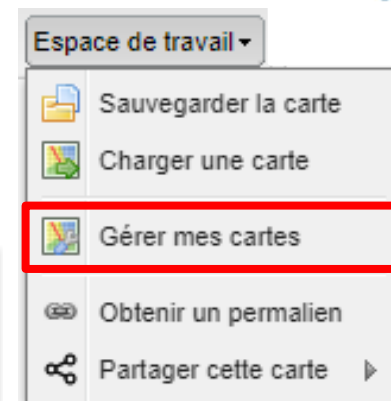 Espace de travail
Sauvegarder la carte
Charger une carte
Gérer mes cartes
Obtenir un permalien
Partager cette carte